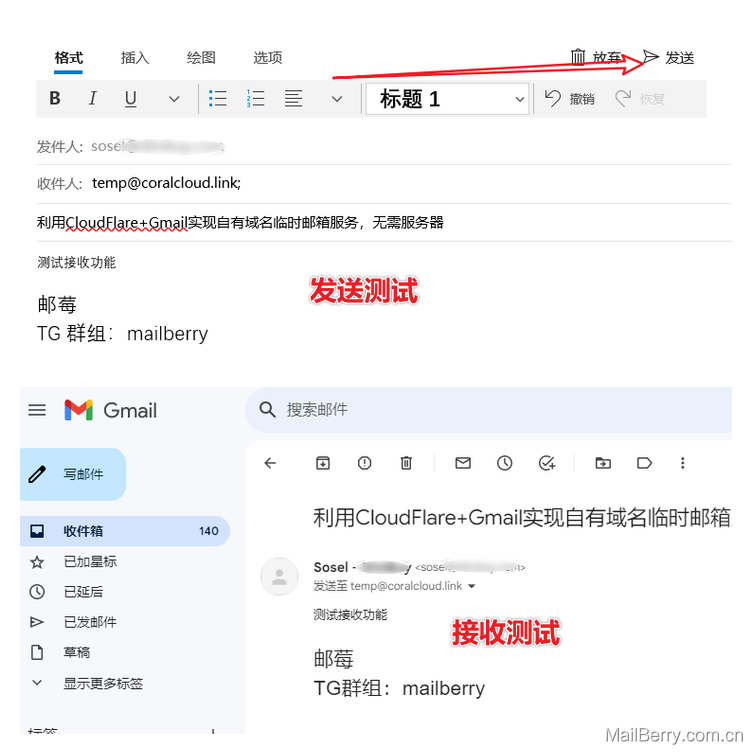 格式 插入 绘图 选项 放弃 发送
B I U 标题 1 撤销 恢复
发件人:
收件人: temp@coralcloud.link;
利用CloudFlare+Gmail实现自有域名临时邮箱服务，无需服务器
测试接收功能
发送测试
邮莓
TG 群组：mailberry
Gmail 搜索邮件
写邮件
利用CloudFlare+Gmail实现自有域名临时邮箱
收件箱 140
已加星标
已延后
已发邮件
草稿
显示更多标签
Sosel -
发送至 temp@coralcloud.link
测试接收功能
接收测试
邮莓
TG群组：mailberry
MailBerry.com.cn